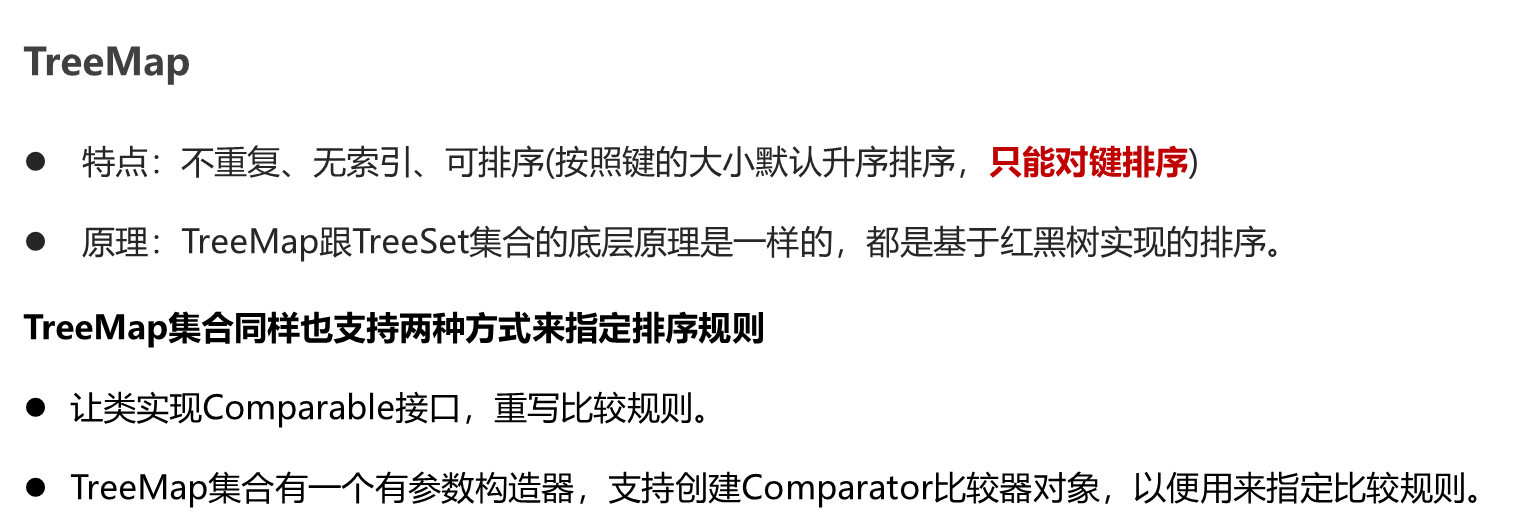 TreeMap
● 特点：不重复、无索引、可排序(按照键的大小默认升序排序，只能对键排序)
● 原理：TreeMap跟TreeSet集合的底层原理是一样的，都是基于红黑树实现的排序。
TreeMap集合同样也支持两种方式来指定排序规则
● 让类实现Comparable接口，重写比较规则。
● TreeMap集合有一个有参数构造器，支持创建Comparator比较器对象，以便用来指定比较规则。